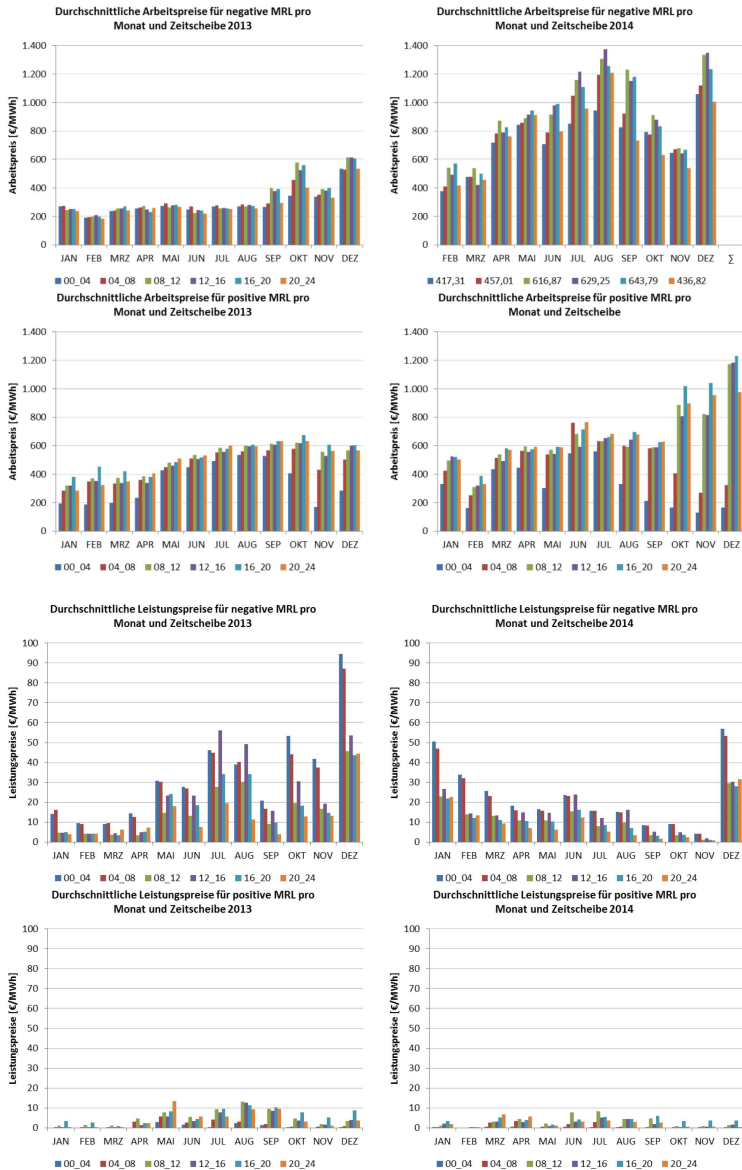 Durchschnittliche Arbeitspreise für negative MRL pro
Monat und Zeitscheibe 2013
Arbeitspreis [€/MWh]
1.400
1.200
1.000
800
600
400
200
0
JAN FEB MRZ APR MAI JUN JUL AUG SEP OKT NOV DEZ
00_04 04_08 08_12 12_16 16_20 20_24
Durchschnittliche Arbeitspreise für negative MRL pro
Monat und Zeitscheibe 2014
Arbeitspreis [€/MWh]
1.400
1.200
1.000
800
600
400
200
0
FEB MRZ APR MAI JUN JUL AUG SEP OKT NOV DEZ Σ
417,31 457,01 616,87 629,25 643,79 436,82
Durchschnittliche Arbeitspreise für positive MRL pro
Monat und Zeitscheibe 2013
Arbeitspreis [€/MWh]
1.400
1.200
1.000
800
600
400
200
0
JAN FEB MRZ APR MAI JUN JUL AUG SEP OKT NOV DEZ
00_04 04_08 08_12 12_16 16_20 20_24
Durchschnittliche Arbeitspreise für positive MRL pro
Monat und Zeitscheibe
Arbeitspreis [€/MWh]
1.400
1.200
1.000
800
600
400
200
0
JAN FEB MRZ APR MAI JUN JUL AUG SEP OKT NOV DEZ
00_04 04_08 08_12 12_16 16_20 20_24
Durchschnittliche Leistungspreise für negative MRL pro
Monat und Zeitscheibe 2013
Leistungspreise [€/MWh]
100
90
80
70
60
50
40
30
20
10
0
JAN FEB MRZ APR MAI JUN JUL AUG SEP OKT NOV DEZ
00_04 04_08 08_12 12_16 16_20 20_24
Durchschnittliche Leistungspreise für negative MRL pro
Monat und Zeitscheibe 2014
Leistungspreise [€/MWh]
100
90
80
70
60
50
40
30
20
10
0
JAN FEB MRZ APR MAI JUN JUL AUG SEP OKT NOV DEZ
00_04 04_08 08_12 12_16 16_20 20_24
Durchschnittliche Leistungspreise für positive MRL pro
Monat und Zeitscheibe 2013
Leistungspreise [€/MWh]
100
90
80
70
60
50
40
30
20
10
0
JAN FEB MRZ APR MAI JUN JUL AUG SEP OKT NOV DEZ
00_04 04_08 08_12 12_16 16_20 20_24
Durchschnittliche Leistungspreise für positive MRL pro
Monat und Zeitscheibe 2014
Leistungspreise [€/MWh]
100
90
80
70
60
50
40
30
20
10
0
JAN FEB MRZ APR MAI JUN JUL AUG SEP OKT NOV DEZ
00_04 04_08 08_12 12_16 16_20 20_24